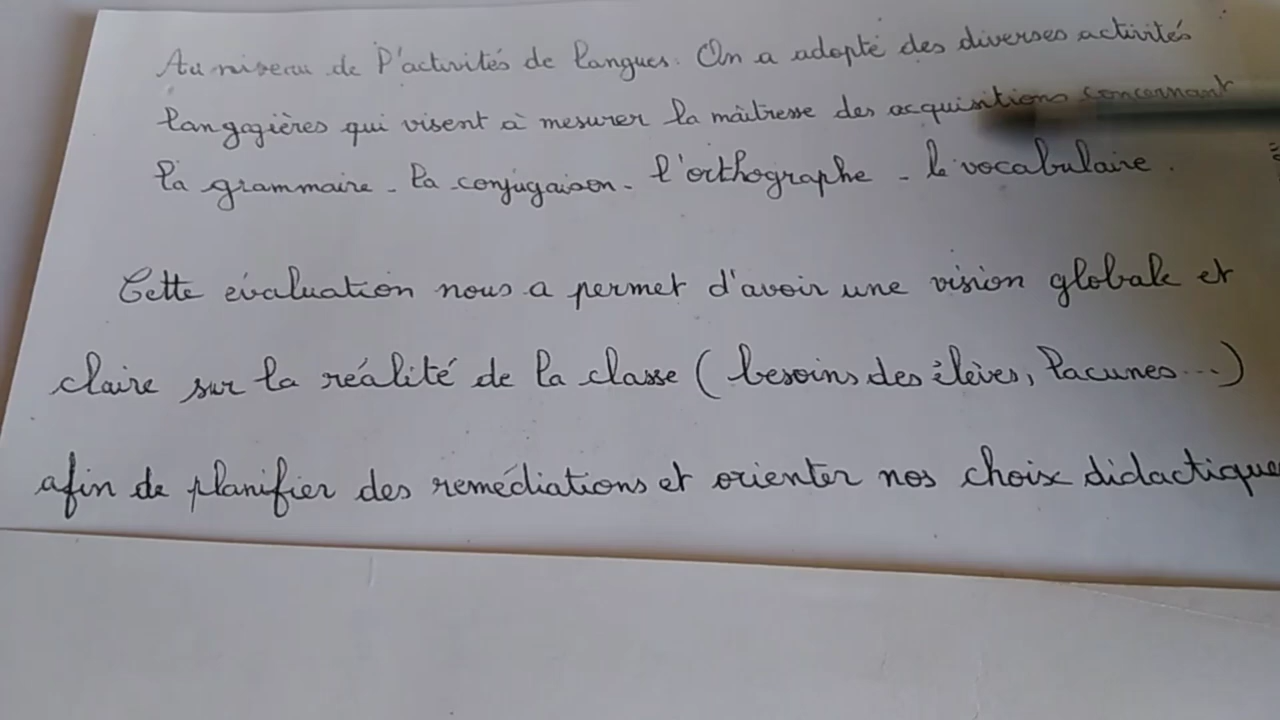 Au niveau de l'activités de langues. On a adopté des diverses activités
langagières qui visent à mesurer la maîtresse des acquisitions concernant
la grammaire - la conjugaison - l'orthographe - le vocabulaire.
Cette évaluation nous a permet d'avoir une vision globale et
claire sur la réalité de la classe ( besoins des élèves, lacunes...)
afin de planifier des remédiations et orienter nos choix didactique